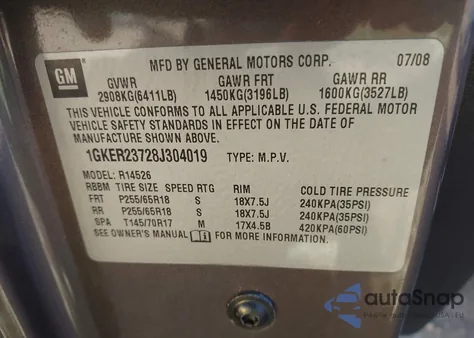 GM
MFD BY GENERAL MOTORS CORP. 07/08
GVWR GAWR FRT GAWR RR
2908KG(6411LB) 1450KG(3196LB) 1600KG(3527LB)
THIS VEHICLE CONFORMS TO ALL APPLICABLE U.S. FEDERAL MOTOR
VEHICLE SAFETY STANDARDS IN EFFECT ON THE DATE OF
MANUFACTURE SHOWN ABOVE.
1GKER23728J304019 TYPE: M.P.V.
MODEL: R14526
RBBM TIRE SIZE SPEED RTG RIM COLD TIRE PRESSURE
FRT P255/65R18 S 18X7.5J 240KPA(35PSI)
RR P255/65R18 S 18X7.5J 240KPA(35PSI)
SPA T145/70R17 M 17X4.5B 420KPA(60PSI)
SEE OWNER'S MANUAL FOR MORE INFORMATION.
autoSnap